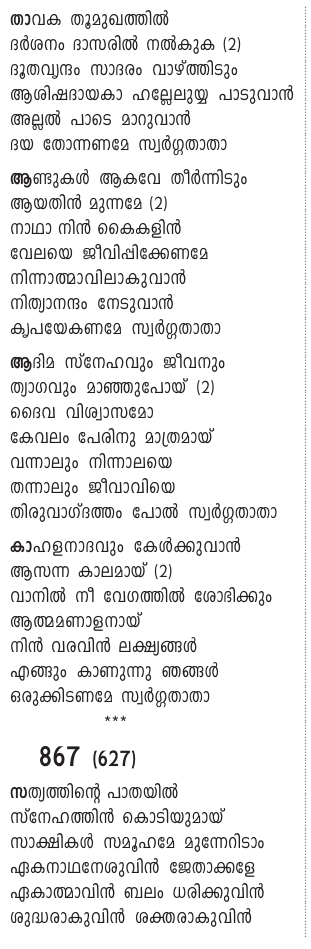 താവക തൂമുഖത്തിൽ
ദർശനം ദാസരിൽ നൽകുക (2)
ദൂതവൃന്ദം സാദരം വാഴ്ത്തിടും
ആശിഷദായകാ ഹല്ലേലുയ്യ പാടുവാൻ
അല്ലൽ പാടെ മാറുവാൻ
ദയ തോന്നണമേ സ്വർഗ്ഗതാതാ
ആണ്ടുകൾ ആകവേ തീർന്നിടും
ആയതിൻ മുന്നമേ (2)
നാഥാ നിൻ കൈകളിൻ
വേലയെ ജീവിപ്പിക്കേണമേ
നിന്നാത്മാവിലാകുവാൻ
നിത്യാനന്ദം നേടുവാൻ
കൃപയേകണമേ സ്വർഗ്ഗതാതാ
ആദിമ സ്നേഹവും ജീവനും
ത്യാഗവും മാഞ്ഞുപോയ് (2)
ദൈവ വിശ്വാസമോ
കേവലം പേരിനു മാത്രമായ്
വന്നാലും നിന്നാലയെ
തന്നാലും ജീവാവിയെ
തിരുവാഗ്ദത്തം പോൽ സ്വർഗ്ഗതാതാ
കാഹളനാദവും കേൾക്കുവാൻ
ആസന്ന കാലമായ് (2)
വാനിൽ നീ വേഗത്തിൽ ശോഭിക്കും
ആത്മമണാളനായ്
നിൻ വരവിൻ ലക്ഷ്യങ്ങൾ
എങ്ങും കാണുന്നു ഞങ്ങൾ
ഒരുക്കിടണമേ സ്വർഗ്ഗതാതാ
***
867 (627)
സത്യത്തിന്റെ പാതയിൽ
സ്നേഹത്തിൻ കൊടിയുമായ്
സാക്ഷികൾ സമൂഹമേ മുന്നേറിടാം
ഏകനാഥനേശുവിൻ ജേതാക്കളേ
ഏകാത്മാവിൻ ബലം ധരിക്കുവിൻ
ശുദ്ധരാകുവിൻ ശക്തരാകുവിൻ